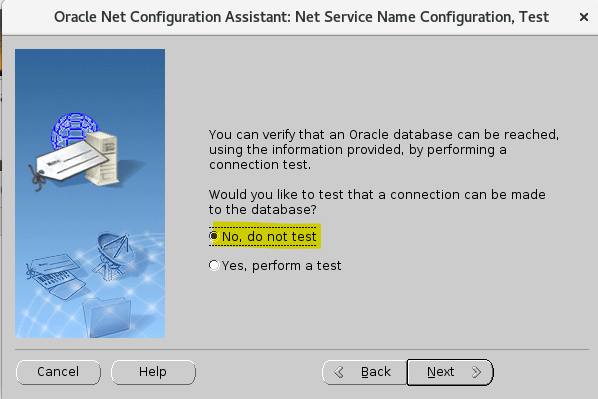 Oracle Net Configuration Assistant: Net Service Name Configuration, Test
You can verify that an Oracle database can be reached,
using the information provided, by performing a
connection test.
Would you like to test that a connection can be made
to the database?
No, do not test
Yes, perform a test
Cancel
Help
Back
Next